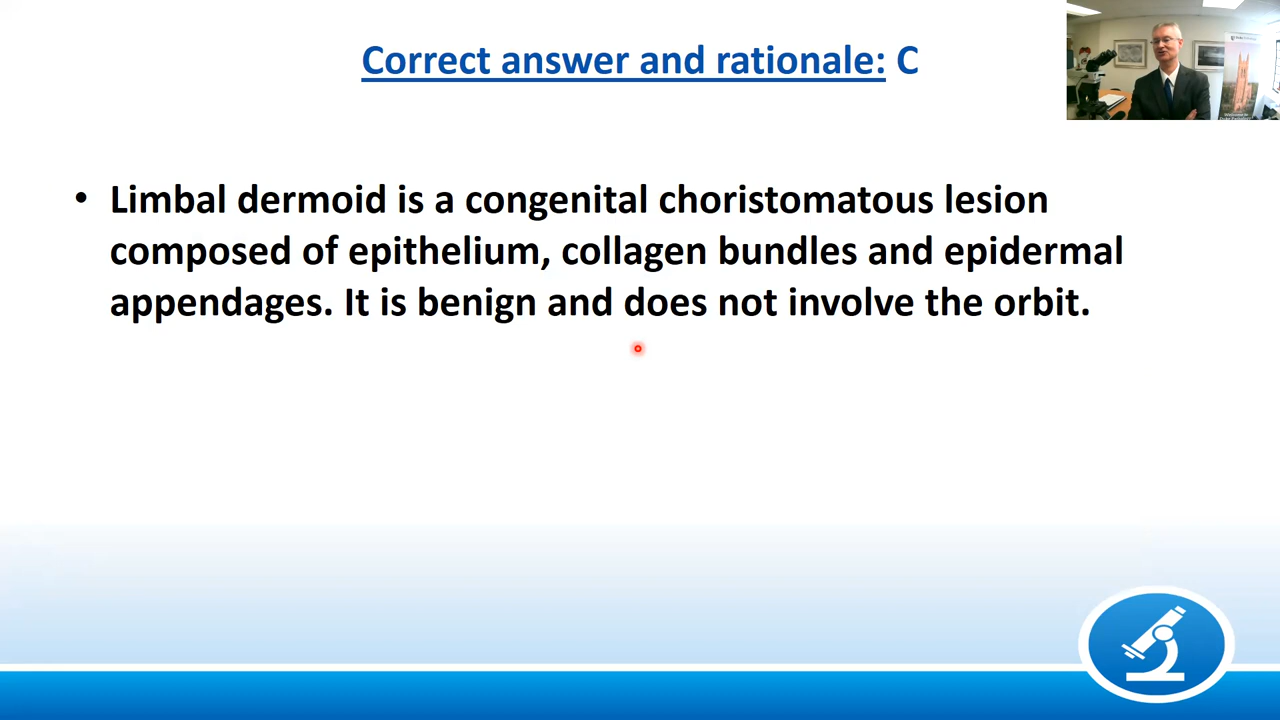 Correct answer and rationale: C
• Limbal dermoid is a congenital choristomatous lesion
composed of epithelium, collagen bundles and epidermal
appendages. It is benign and does not involve the orbit.